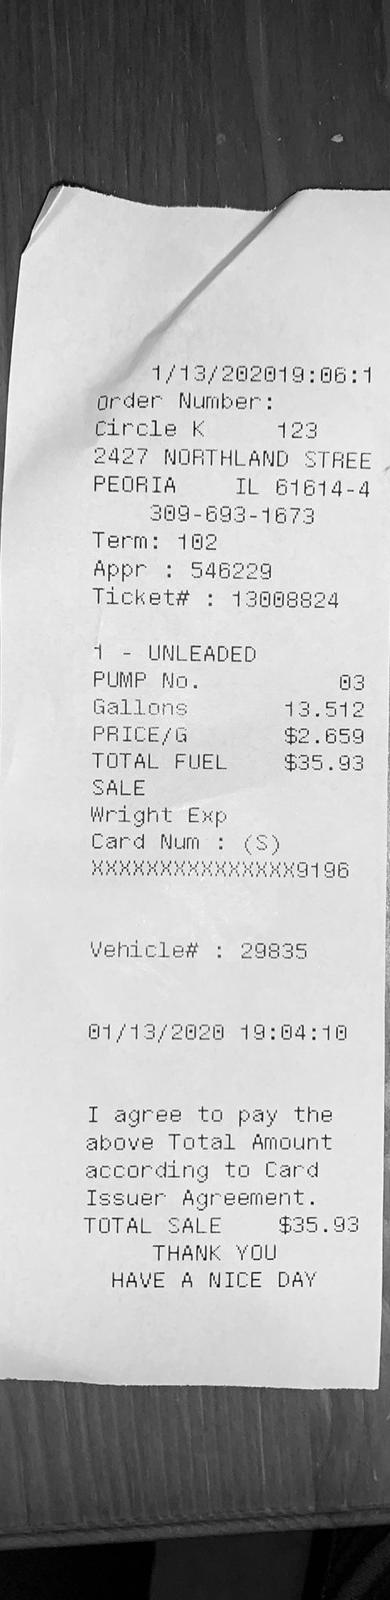 1/13/202019:06:1
Order Number:
Circle K 123
2427 NORTHLAND STREE
PEORIA IL 61614-4
309-693-1673
Term: 102
Appr : 546229
Ticket# : 13008824
1 - UNLEADED
PUMP No. 03
Gallons 13.512
PRICE/G $2.659
TOTAL FUEL $35.93
SALE
Wright Exp
Card Num : (S)
XXXXXXXXXXXXXXX9196
Vehicle# : 29835
01/13/2020 19:04:10
I agree to pay the
above Total Amount
according to Card
Issuer Agreement.
TOTAL SALE $35.93
THANK YOU
HAVE A NICE DAY